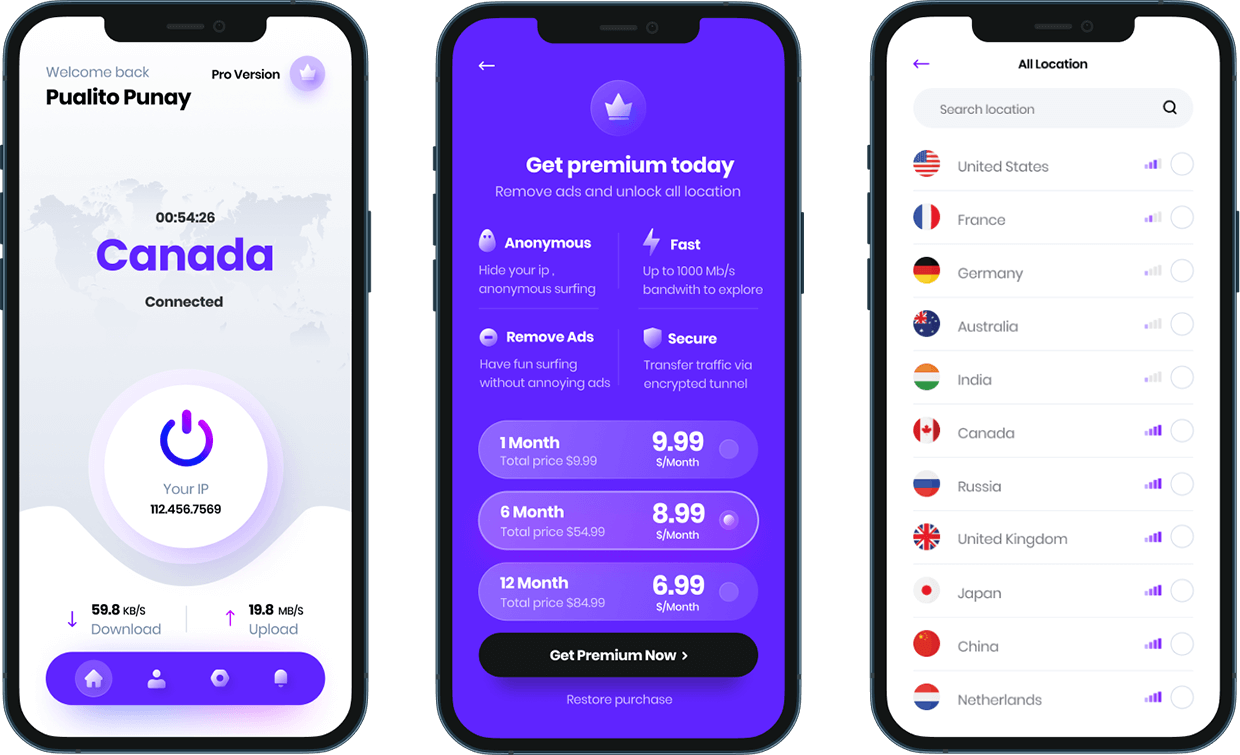 Welcome back
Pualito Punay
Pro Version
00:54:26
Canada
Connected
Your IP
112.456.7569
59.8 KB/S
Download
19.8 MB/S
Upload
Get premium today
Remove ads and unlock all location
Anonymous
Hide your ip ,
anonymous surfing
Fast
Up to 1000 Mb/s
bandwith to explore
Remove Ads
Have fun surfing
without annoying ads
Secure
Transfer traffic via
encrypted tunnel
1 Month
Total price $9.99
9.99
$/Month
6 Month
Total price $54.99
8.99
$/Month
12 Month
Total price $84.99
6.99
$/Month
Get Premium Now >
Restore purchase
All Location
Search location
United States
France
Germany
Australia
India
Canada
Russia
United Kingdom
Japan
China
Netherlands